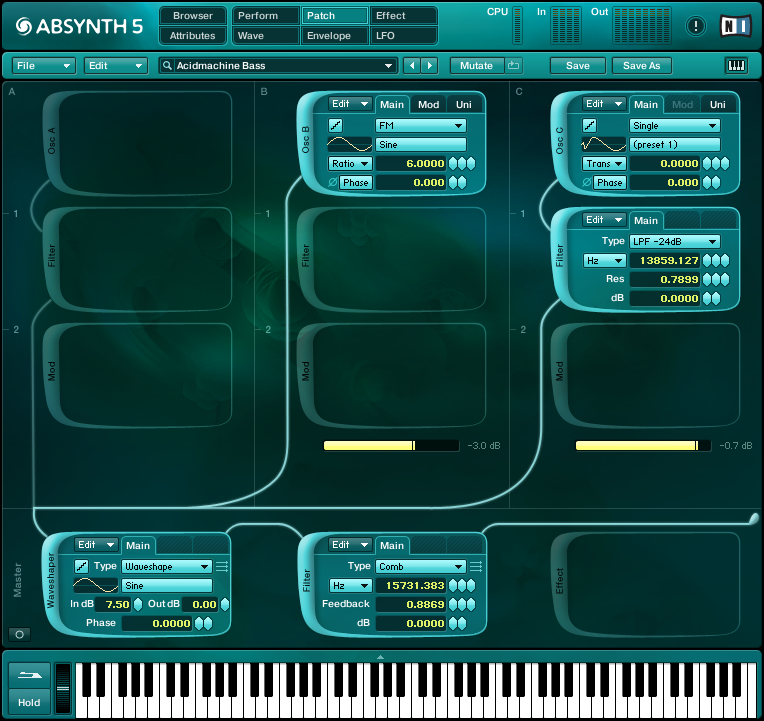 ABSYNTH 5
Browser Perform Patch Effect
Attributes Wave Envelope LFO
CPU In Out
! NI
File Edit Acidmachine Bass Mutate Save Save As
A B C
Osc A
Osc B
Edit Main Mod Uni
FM
Sine
Ratio 6.0000
Phase 0.000
Osc C
Edit Main Mod Uni
Single
(preset 1)
Trans 0.0000
Phase 0.000
1 1 1
Filter
Filter
Filter
Edit Main
Type LPF -24dB
Hz 13859.127
Res 0.7899
dB 0.0000
2 2 2
Mod
Mod
Mod
-3.0 dB
-0.7 dB
Master
Waveshaper
Edit Main
Type Waveshape
Sine
In dB 7.50 Out dB 0.00
Phase 0.0000
Filter
Edit Main
Type Comb
Hz 15731.383
Feedback 0.8869
dB 0.0000
Effect
Hold